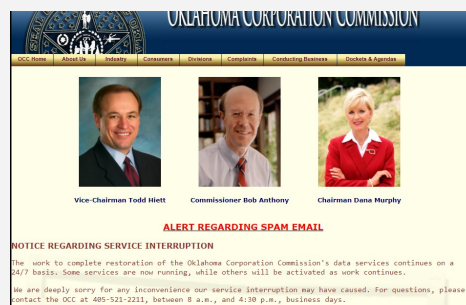 OKLAHOMA CORPORATION COMMISSION
OCC Home About Us Industry Consumers Divisions Complaints Conducting Business Dockets & Agendas
Vice-Chairman Todd Hiett Commissioner Bob Anthony Chairman Dana Murphy
ALERT REGARDING SPAM EMAIL
NOTICE REGARDING SERVICE INTERRUPTION
The work to complete restoration of the Oklahoma Corporation Commission's data services continues on a
24/7 basis. Some services are now running, while others will be activated as work continues.
We are deeply sorry for any inconvenience our service interruption may have caused. For questions, please
contact the OCC at 405-521-2211, between 8 a.m., and 4:30 p.m., business days.